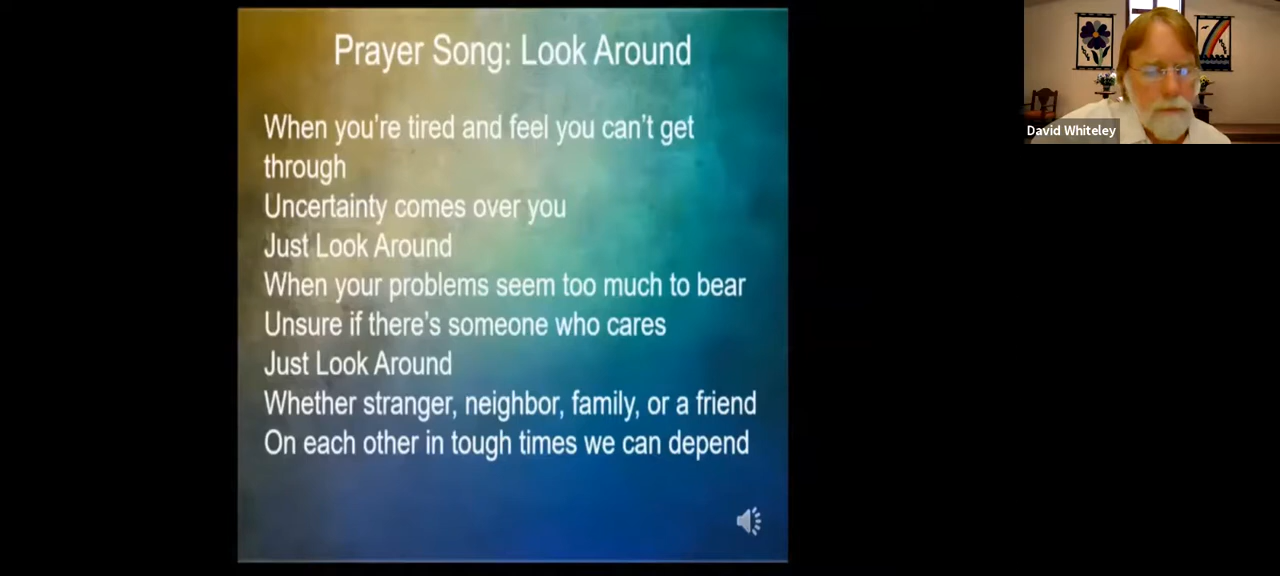 Prayer Song: Look Around
When you’re tired and feel you can’t get
through
Uncertainty comes over you
Just Look Around
When your problems seem too much to bear
Unsure if there’s someone who cares
Just Look Around
Whether stranger, neighbor, family, or a friend
On each other in tough times we can depend
David Whiteley